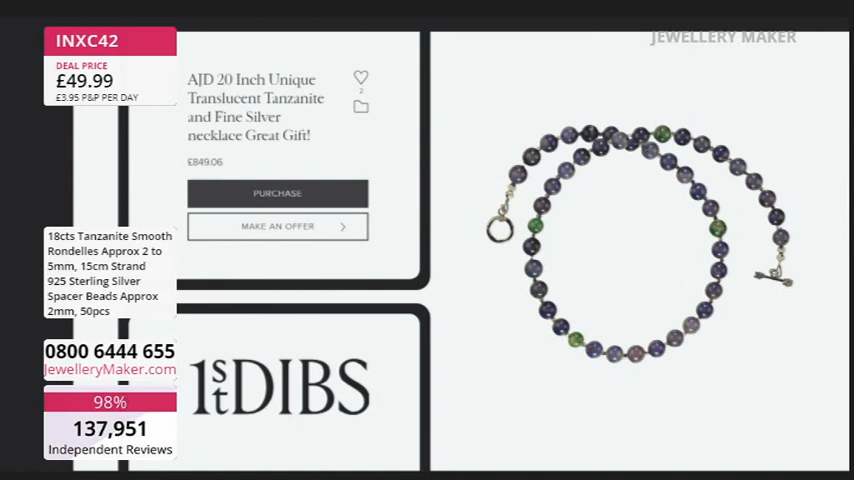 INXC42
DEAL PRICE
£49.99
£3.95 P&P PER DAY
18cts Tanzanite Smooth
Rondelles Approx 2 to
5mm, 15cm Strand
925 Sterling Silver
Spacer Beads Approx
2mm, 50pcs
0800 6444 655
JewelleryMaker.com
98%
137,951
Independent Reviews
AJD 20 Inch Unique
Translucent Tanzanite
and Fine Silver
necklace Great Gift!
2
£849.06
PURCHASE
MAKE AN OFFER
1stDIBS
JEWELLERY MAKER